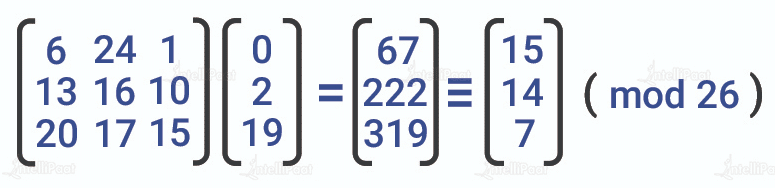 6 24 1 0 67 15
13 16 10 2 = 222 ≡ 14 ( mod 26 )
20 17 15 19 319 7